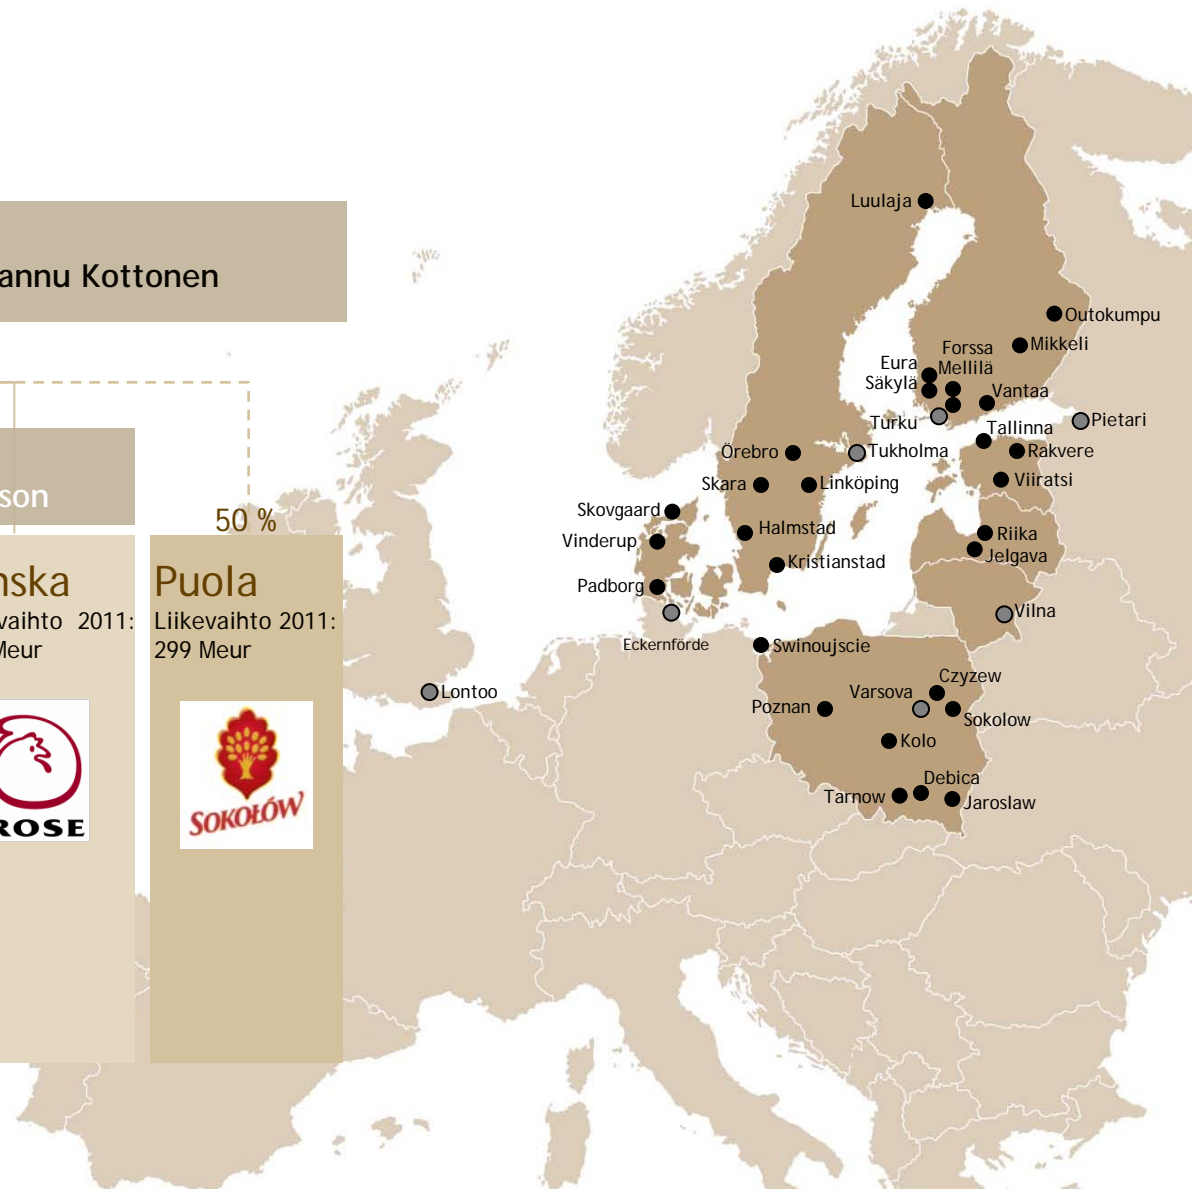 annu Kottonen
son
50 %
nska
vaihto 2011:
Meur
ROSE
Puola
Liikevaihto 2011:
299 Meur
SOKOŁÓW
Luulaja
Outokumpu
Mikkeli
Forssa
Mellilä
Eura
Säkylä
Vantaa
Turku
Pietari
Tallinna
Rakvere
Viiratsi
Örebro
Tukholma
Skara
Linköping
Skovgaard
Halmstad
Vinderup
Kristianstad
Riika
Jelgava
Padborg
Vilna
Eckernförde
Swinoujscie
Lontoo
Czyzew
Varsova
Poznan
Sokolow
Kolo
Debica
Tarnow
Jaroslaw